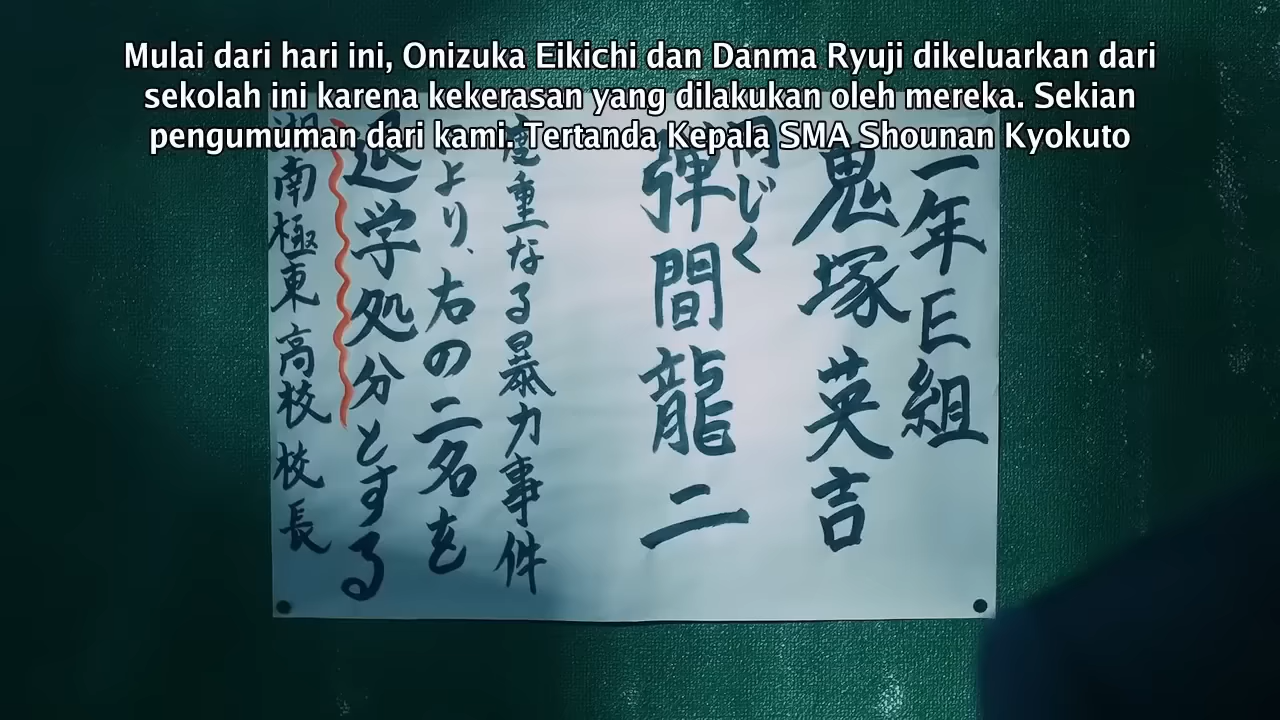 Mulai dari hari ini, Onizuka Eikichi dan Danma Ryuji dikeluarkan dari
sekolah ini karena kekerasan yang dilakukan oleh mereka. Sekian
pengumuman dari kami. Tertanda Kepala SMA Shounan Kyokuto
一年E組
鬼塚英吉
同じく
弾間龍二
度重なる暴力事件
より、右の二名を
退学処分とする
湘南極東高校校長